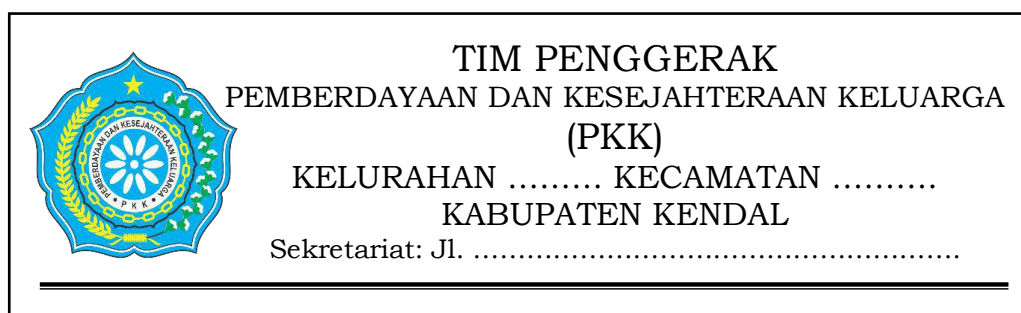 TIM PENGGERAK
PEMBERDAYAAN DAN KESEJAHTERAAN KELUARGA
(PKK)
KELURAHAN ……... KECAMATAN ……….
KABUPATEN KENDAL
Sekretariat: Jl. ………………………………………………
PEMBERDAYAAN DAN KESEJAHTERAAN KELUARGA
• P K K •